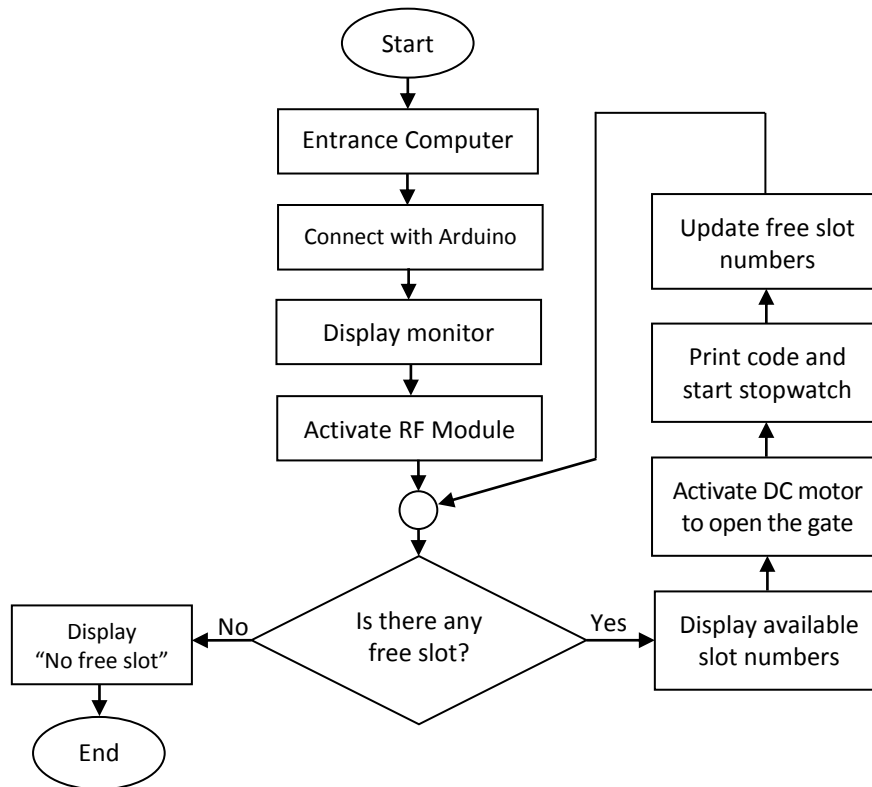 Start
Entrance Computer
Connect with Arduino
Display monitor
Activate RF Module
Is there any
free slot?
No
Display
“No free slot”
End
Yes
Display available
slot numbers
Activate DC motor
to open the gate
Print code and
start stopwatch
Update free slot
numbers